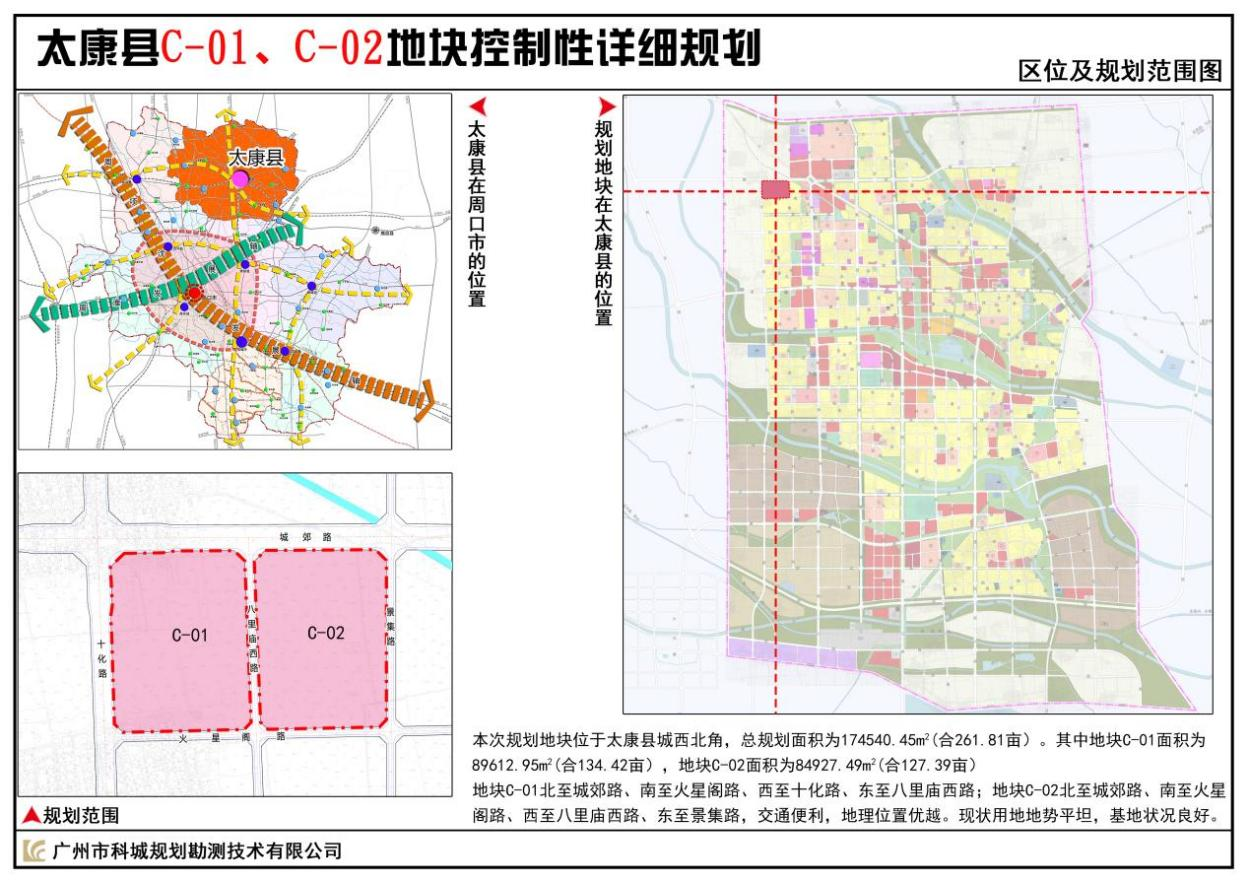 太康县C-01、C-02地块控制性详细规划
区位及规划范围图
太康县
太康县在周口市的位置
规划地块在太康县的位置
城郊路
C-01
C-02
八里庙西路
景集路
十化路
火星阁路
规划范围
本次规划地块位于太康县城西北角，总规划面积为174540.45m²(合261.81亩)。其中地块C-01面积为
89612.95m²(合134.42亩)，地块C-02面积为84927.49m²(合127.39亩)
地块C-01北至城郊路、南至火星阁路、西至十化路、东至八里庙西路；地块C-02北至城郊路、南至火星
阁路、西至八里庙西路、东至景集路，交通便利，地理位置优越。现状用地地势平坦，基地状况良好。
广州市科城规划勘测技术有限公司